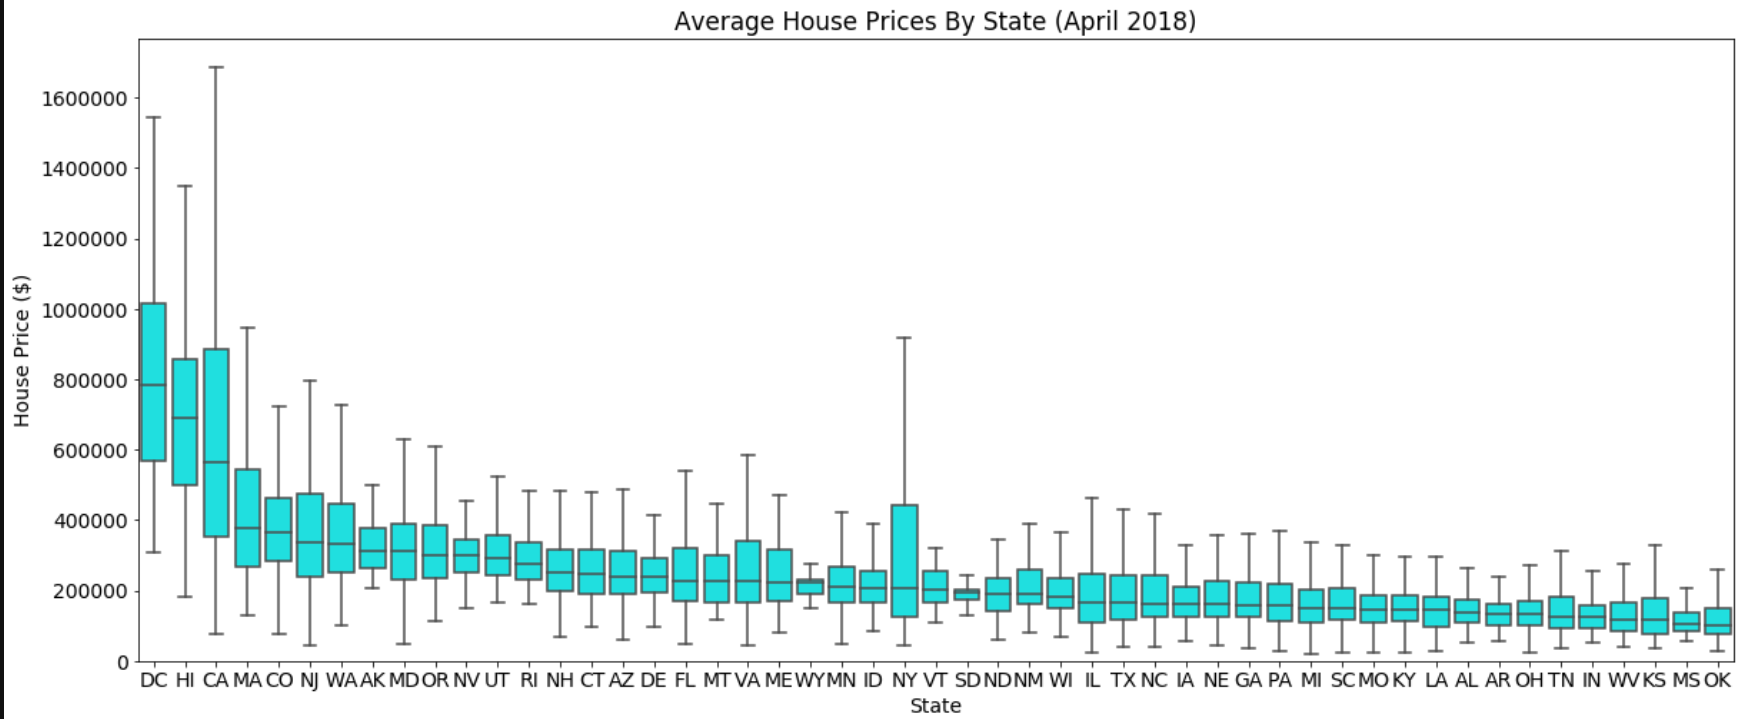 Average House Prices By State (April 2018)
1600000
1400000
1200000
1000000
800000
600000
400000
200000
0
House Price ($)
DC HI CA MA CO NJ WA AK MD OR NV UT RI NH CT AZ DE FL MT VA ME WY MN ID NY VT SD ND NM WI IL TX NC IA NE GA PA MI SC MO KY LA AL AR OH TN IN WV KS MS OK
State